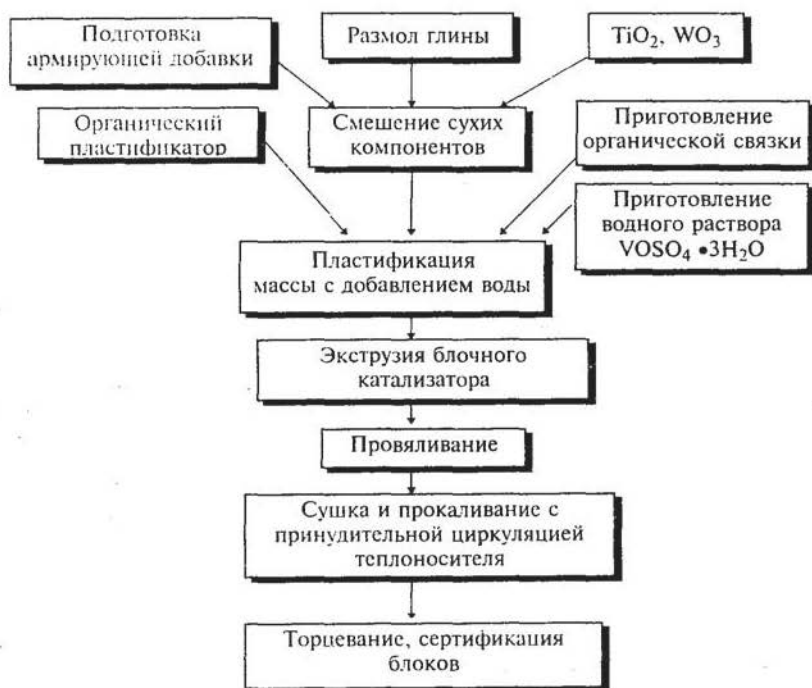 Подготовка
армирующей добавки
Размол глины
TiO₂, WO₃
Органический
пластификатор
Смешение сухих
компонентов
Приготовление
органической связки
Приготовление
водного раствора
VOSO₄ •3H₂O
Пластификация
массы с добавлением воды
Экструзия блочного
катализатора
Провяливание
Сушка и прокаливание с
принудительной циркуляцией
теплоносителя
Торцевание, сертификация
блоков